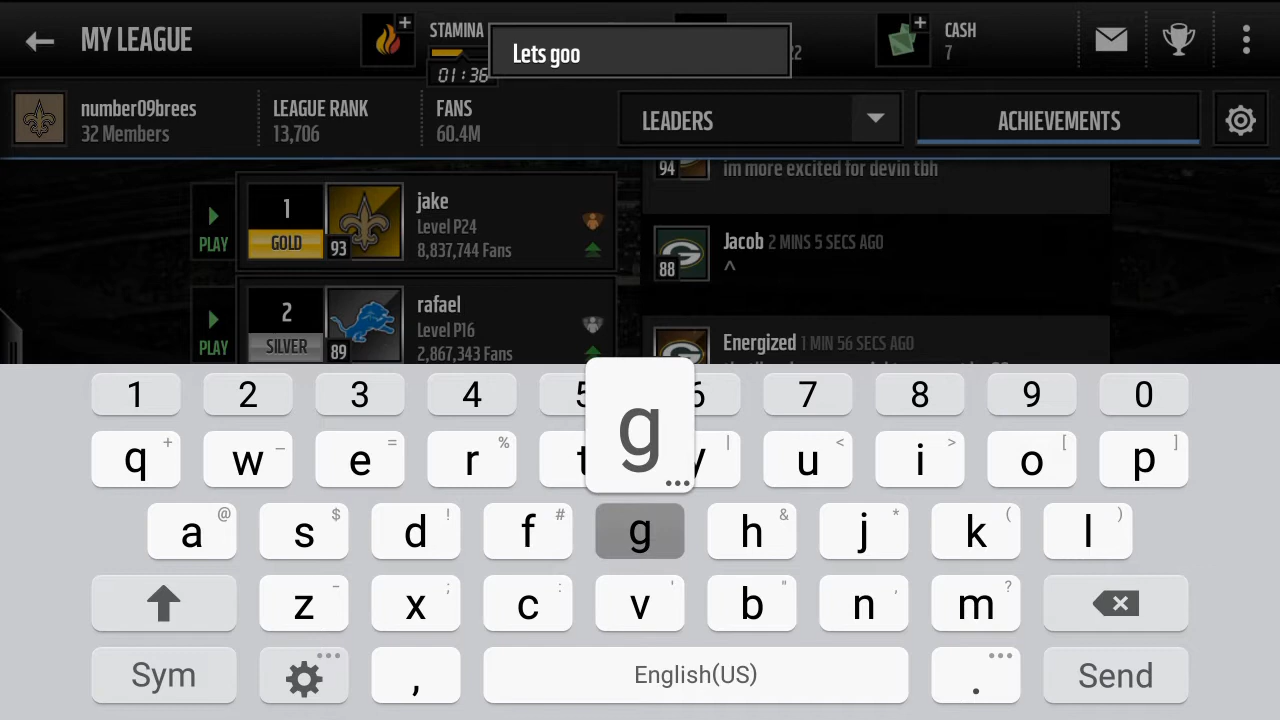 MY LEAGUE
STAMINA
01:36
Lets goo
22
CASH
7
number09brees
32 Members
LEAGUE RANK
13,706
FANS
60.4M
LEADERS
ACHIEVEMENTS
1
GOLD
PLAY
93
jake
Level P24
8,837,744 Fans
2
SILVER
PLAY
89
rafael
Level P16
2,867,343 Fans
94
im more excited for devin tbh
88
Jacob 2 MINS 5 SECS AGO
^
Energized 1 MIN 56 SECS AGO
1 2 3 4 5 6 7 8 9 0
q + w _ e = r % t y | u < i > o [ p ]
g
a @ s $ d ! f # g h & j * k ( l )
z - x ; c : v ' b " n , m ?
Sym , English(US) . Send